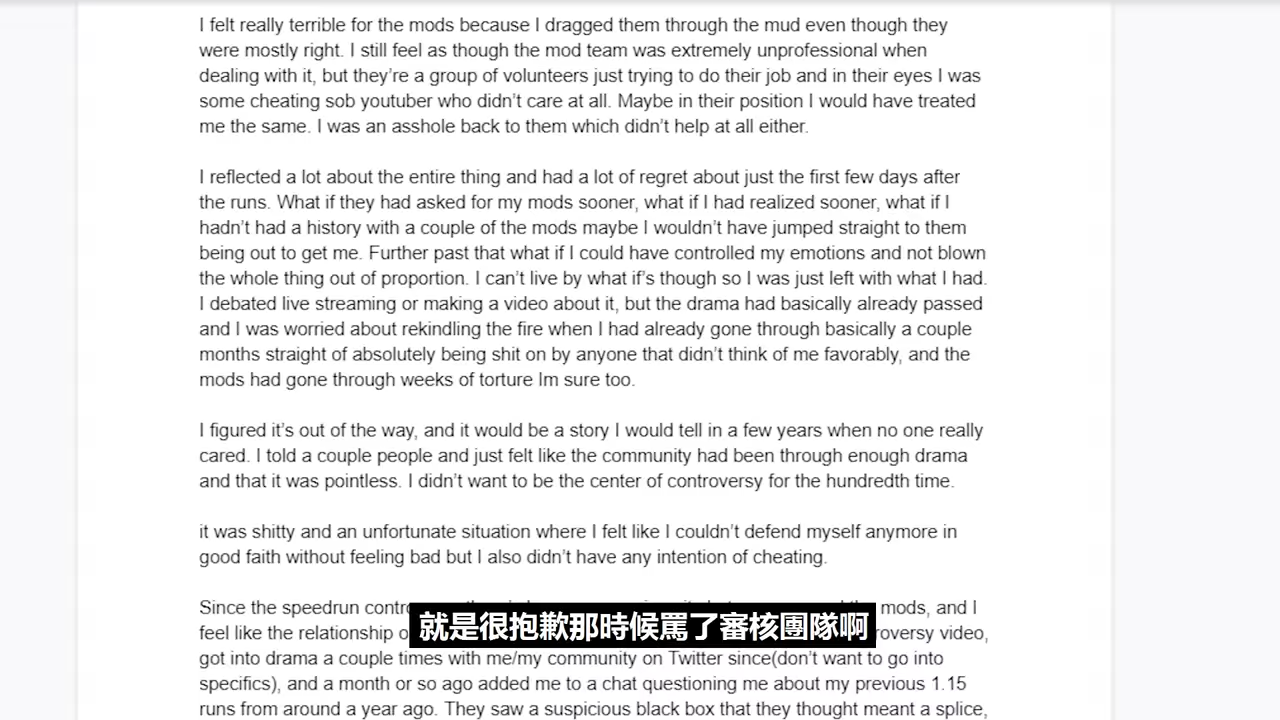 I felt really terrible for the mods because I dragged them through the mud even though they
were mostly right. I still feel as though the mod team was extremely unprofessional when
dealing with it, but they're a group of volunteers just trying to do their job and in their eyes I was
some cheating sob youtuber who didn't care at all. Maybe in their position I would have treated
me the same. I was an asshole back to them which didn't help at all either.
I reflected a lot about the entire thing and had a lot of regret about just the first few days after
the runs. What if they had asked for my mods sooner, what if I had realized sooner, what if I
hadn't had a history with a couple of the mods maybe I wouldn't have jumped straight to them
being out to get me. Further past that what if I could have controlled my emotions and not blown
the whole thing out of proportion. I can't live by what if's though so I was just left with what I had.
I debated live streaming or making a video about it, but the drama had basically already passed
and I was worried about rekindling the fire when I had already gone through basically a couple
months straight of absolutely being shit on by anyone that didn't think of me favorably, and the
mods had gone through weeks of torture Im sure too.
I figured it's out of the way, and it would be a story I would tell in a few years when no one really
cared. I told a couple people and just felt like the community had been through enough drama
and that it was pointless. I didn't want to be the center of controversy for the hundredth time.
it was shitty and an unfortunate situation where I felt like I couldn't defend myself anymore in
good faith without feeling bad but I also didn't have any intention of cheating.
Since the speedrun mods, and I
就是很抱歉那時候罵了審核團隊啊
feel like the relationship video,
got into drama a couple times with me/my community on Twitter since(don't want to go into
specifics), and a month or so ago added me to a chat questioning me about my previous 1.15
runs from around a year ago. They saw a suspicious black box that they thought meant a splice,